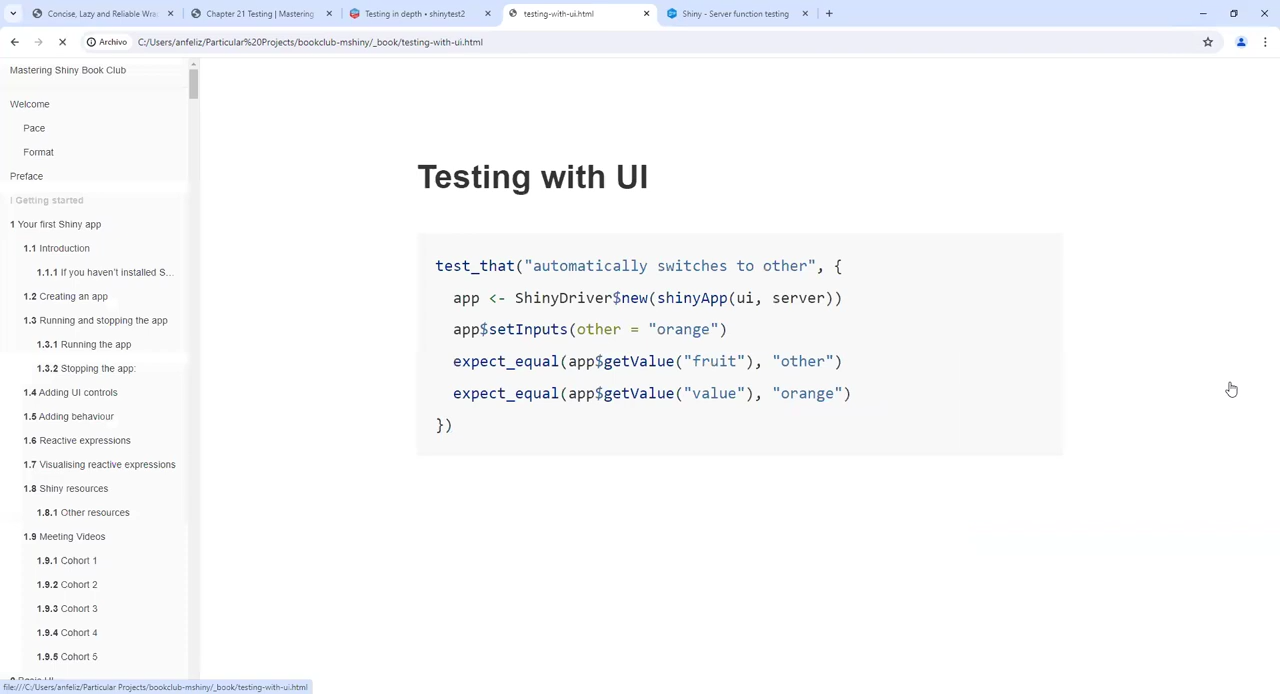 Concise, Lazy and Reliable Wra
Chapter 21 Testing | Mastering
Testing in depth • shinytest2
testing-with-ui.html
Shiny - Server function testing
Archivo
C:/Users/anfeliz/Particular%20Projects/bookclub-mshiny/_book/testing-with-ui.html
Mastering Shiny Book Club
Welcome
Pace
Format
Preface
I Getting started
1 Your first Shiny app
1.1 Introduction
1.1.1 If you haven't installed S...
1.2 Creating an app
1.3 Running and stopping the app
1.3.1 Running the app
1.3.2 Stopping the app:
1.4 Adding UI controls
1.5 Adding behaviour
1.6 Reactive expressions
1.7 Visualising reactive expressions
1.8 Shiny resources
1.8.1 Other resources
1.9 Meeting Videos
1.9.1 Cohort 1
1.9.2 Cohort 2
1.9.3 Cohort 3
1.9.4 Cohort 4
1.9.5 Cohort 5
Testing with UI
test_that("automatically switches to other", {
app <- ShinyDriver$new(shinyApp(ui, server))
app$setInputs(other = "orange")
expect_equal(app$getValue("fruit"), "other")
expect_equal(app$getValue("value"), "orange")
})
file:///C:/Users/anfeliz/Particular Projects/bookclub-mshiny/_book/testing-with-ui.html